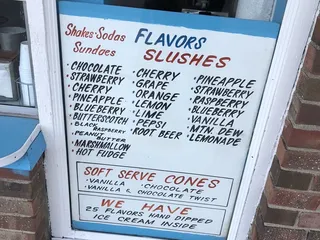 FLAVORS
Shakes-Sodas
Sundaes
•CHOCOLATE
•STRAWBERRY
•CHERRY
•PINEAPPLE
•BLUEBERRY
•BUTTERSCOTCH
•BLACK RASPBERRY
•PEANUT BUTTER
•MARSHMALLOW
•HOT FUDGE
SLUSHES
•CHERRY
•GRAPE
•ORANGE
•LEMON
•LIME
•PEPSI
•ROOT BEER
•PINEAPPLE
•STRAWBERRY
•RASPBERRY
•BLUEBERRY
•VANILLA
•MTN DEW
•LEMONADE
SOFT SERVE CONES
•VANILLA •CHOCOLATE
•VANILLA & CHOCOLATE TWIST
WE HAVE
25 FLAVORS HAND DIPPED
ICE CREAM INSIDE